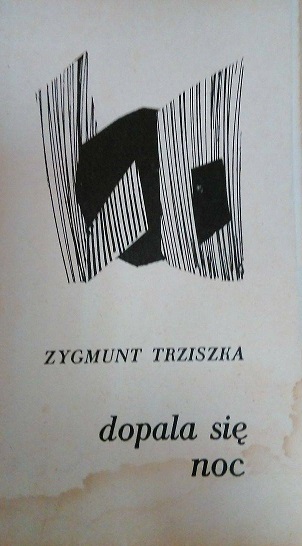 ZYGMUNT TRZISZKA
dopala się
noc